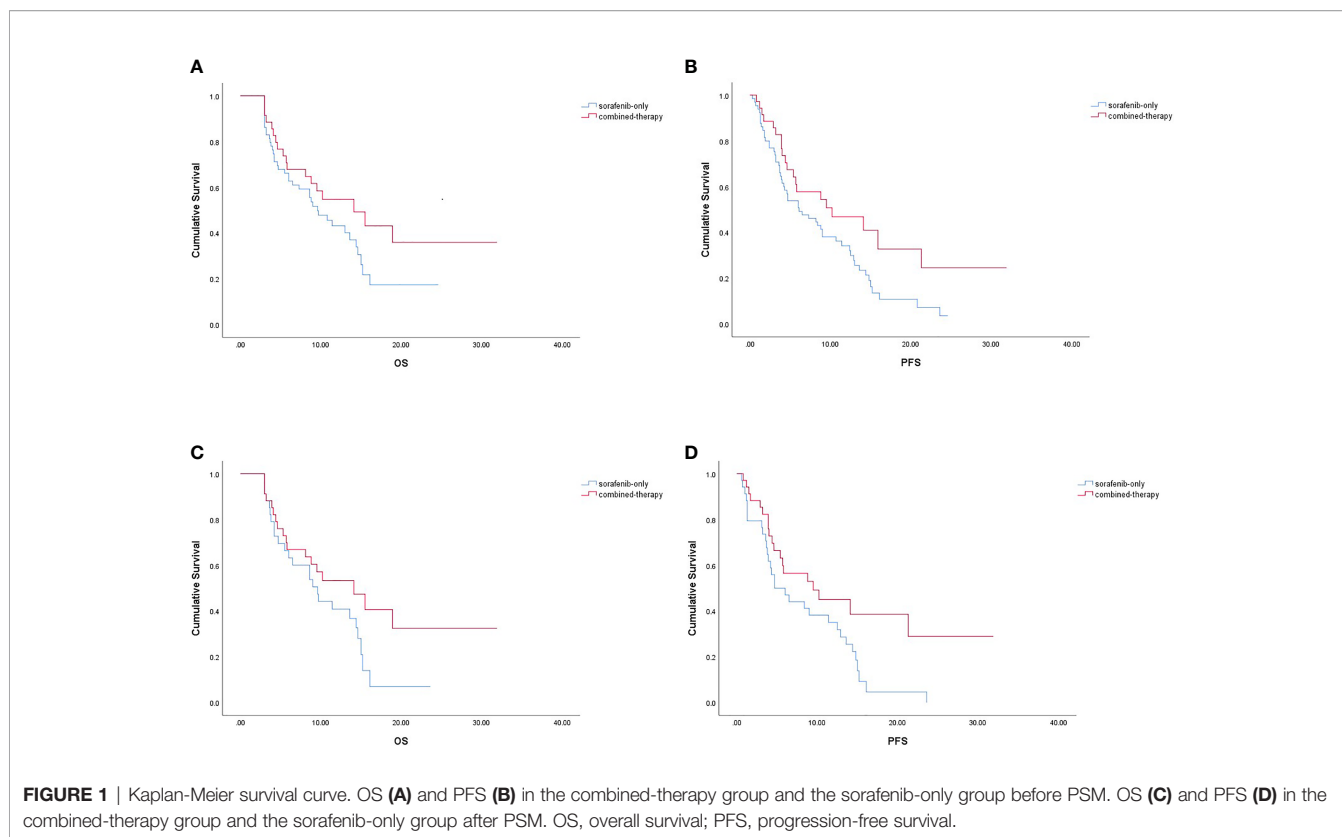 A
sorafenib-only
combined-therapy
Cumulative Survival
1.0
0.8
0.6
0.4
0.2
0.0
.00 10.00 20.00 30.00 40.00
OS
B
sorafenib-only
combined-therapy
Cumulative Survival
1.0
0.8
0.6
0.4
0.2
0.0
.00 10.00 20.00 30.00 40.00
PFS
C
sorafenib-only
combined-therapy
Cumulative Survival
1.0
0.8
0.6
0.4
0.2
0.0
.00 10.00 20.00 30.00 40.00
OS
D
sorafenib-only
combined-therapy
Cumulative Survival
1.0
0.8
0.6
0.4
0.2
0.0
.00 10.00 20.00 30.00 40.00
PFS
FIGURE 1 | Kaplan-Meier survival curve. OS (A) and PFS (B) in the combined-therapy group and the sorafenib-only group before PSM. OS (C) and PFS (D) in the
combined-therapy group and the sorafenib-only group after PSM. OS, overall survival; PFS, progression-free survival.